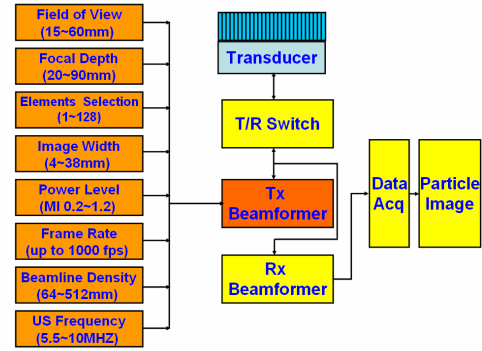 Field of View
(15~60mm)
Focal Depth
(20~90mm)
Elements Selection
(1~128)
Image Width
(4~38mm)
Power Level
(MI 0.2~1.2)
Frame Rate
(up to 1000 fps)
Beamline Density
(64~512mm)
US Frequency
(5.5~10MHZ)
Transducer
T/R Switch
Tx
Beamformer
Rx
Beamformer
Data
Acq
Particle
Image